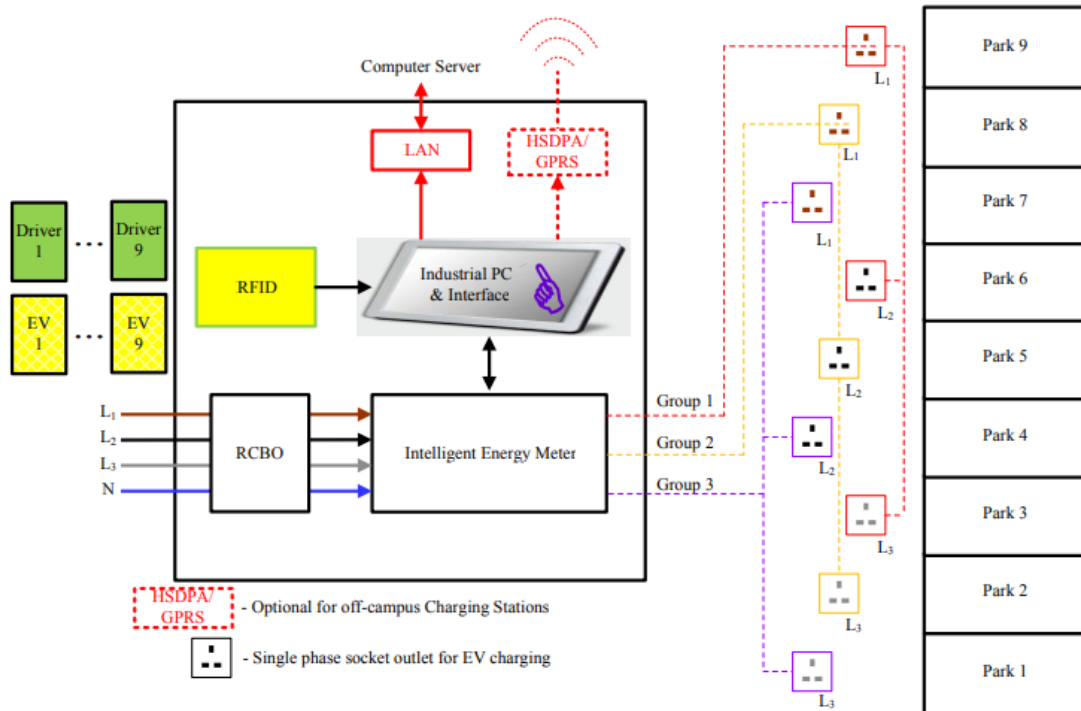 Computer Server
LAN
HSDPA/
GPRS
Driver
1
...
Driver
9
EV
1
...
EV
9
RFID
Industrial PC
& Interface
L₁
L₂
L₃
N
RCBO
Intelligent Energy Meter
Group 1
Group 2
Group 3
L₁
L₁
L₁
L₂
L₂
L₂
L₃
L₃
L₃
Park 9
Park 8
Park 7
Park 6
Park 5
Park 4
Park 3
Park 2
Park 1
HSDPA/
GPRS
- Optional for off-campus Charging Stations
- Single phase socket outlet for EV charging